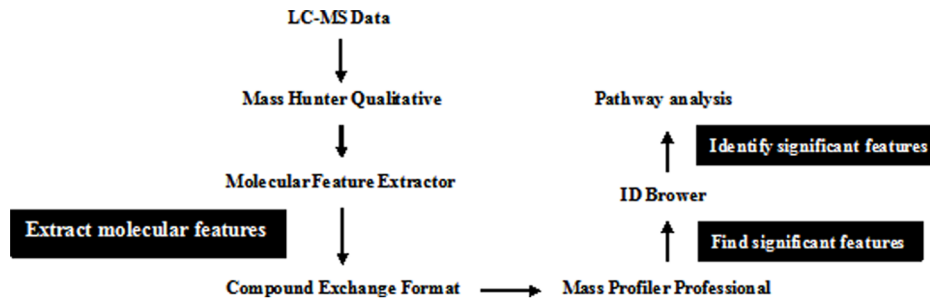 LC-MS Data
Mass Hunter Qualitative
Molecular Feature Extractor
Extract molecular features
Compound Exchange Format
Mass Profiler Professional
Find significant features
ID Brower
Identify significant features
Pathway analysis